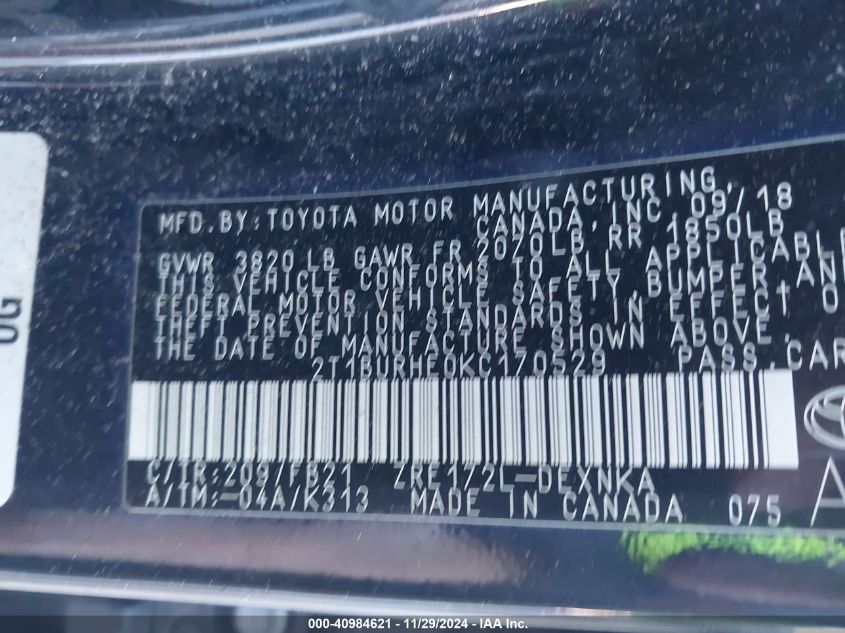 MFD.BY:TOYOTA MOTOR MANUFACTURING
CANADA,INC.09/18
GVWR 3820LB GAWR FR 2070LB,RR 1850LB
THIS VEHICLE CONFORMS TO ALL APPLICABLE
FEDERAL MOTOR VEHICLE SAFETY,BUMPER,AND
THEFT PREVENTION STANDARDS IN EFFECT O
THE DATE OF MANUFACTURE SHOWN ABOVE.
2T1BURHE0KC170529 PASS.CAR
C/TR:209/FB21 ZRE172L-DEXNKA
A/TM:-04A/K313 MADE IN CANADA 075
A
OG
000-40984621 - 11/29/2024 - IAA Inc.